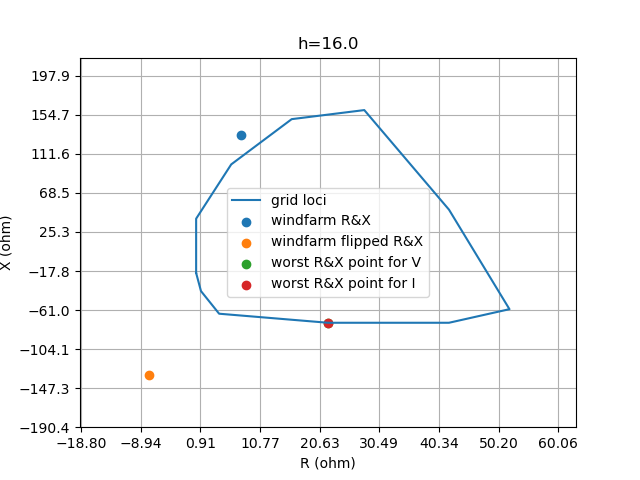 h=16.0
197.9
154.7
111.6
68.5
25.3
−17.8
−61.0
−104.1
−147.3
−190.4
X (ohm)
grid loci
windfarm R&X
windfarm flipped R&X
worst R&X point for V
worst R&X point for I
−18.80 −8.94 0.91 10.77 20.63 30.49 40.34 50.20 60.06
R (ohm)